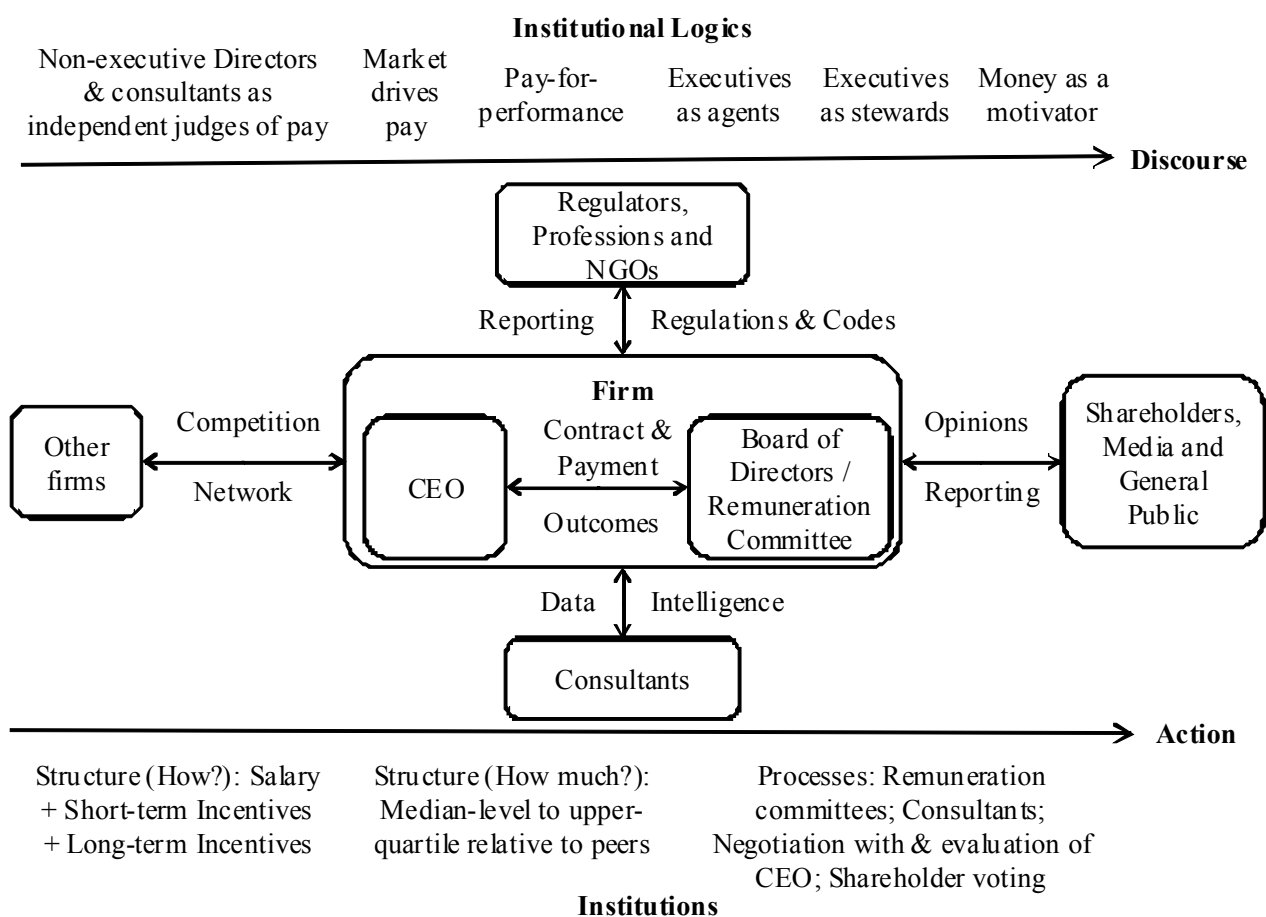 Institutional Logics
Non-executive Directors
& consultants as
independent judges of pay
Market
drives
pay
Pay-for-
performance
Executives
as agents
Executives
as stewards
Money as a
motivator
Discourse
Regulators,
Professions and
NGOs
Reporting
Regulations & Codes
Firm
Other
firms
Competition
Network
CEO
Contract &
Payment
Outcomes
Board of
Directors /
Remuneration
Committee
Opinions
Reporting
Shareholders,
Media and
General
Public
Data
Intelligence
Consultants
Action
Structure (How?): Salary
+ Short-term Incentives
+ Long-term Incentives
Structure (How much?):
Median-level to upper-
quartile relative to peers
Processes: Remuneration
committees; Consultants;
Negotiation with & evaluation of
CEO; Shareholder voting
Institutions